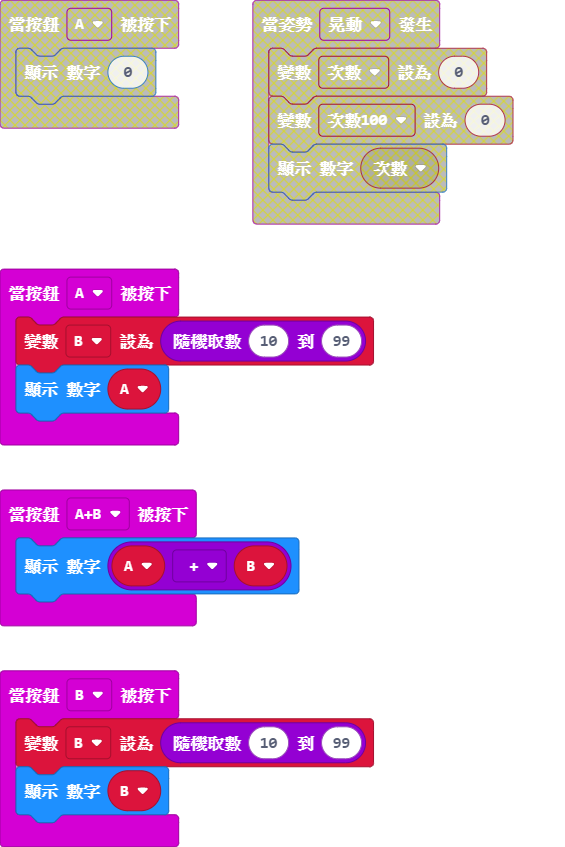 當按鈕 A 被按下
顯示 數字 0
當姿勢 晃動 發生
變數 次數 設為 0
變數 次數100 設為 0
顯示 數字 次數
當按鈕 A 被按下
變數 B 設為 隨機取數 10 到 99
顯示 數字 A
當按鈕 A+B 被按下
顯示 數字 A + B
當按鈕 B 被按下
變數 B 設為 隨機取數 10 到 99
顯示 數字 B